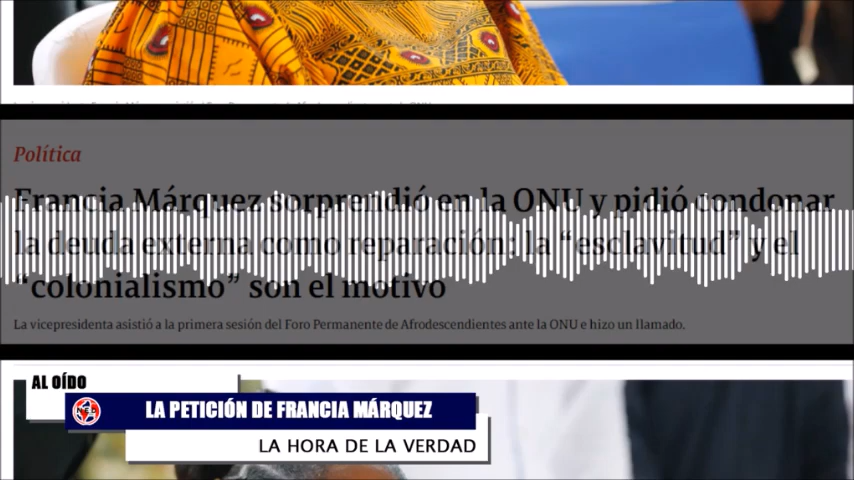 Política
Francia Márquez sorprendió en la ONU y pidió condonar
la deuda externa como reparación: la “esclavitud” y el
“colonialismo” son el motivo
La vicepresidenta asistió a la primera sesión del Foro Permanente de Afrodescendientes ante la ONU e hizo un llamado.
AL OÍDO
LA PETICIÓN DE FRANCIA MÁRQUEZ
LA HORA DE LA VERDAD